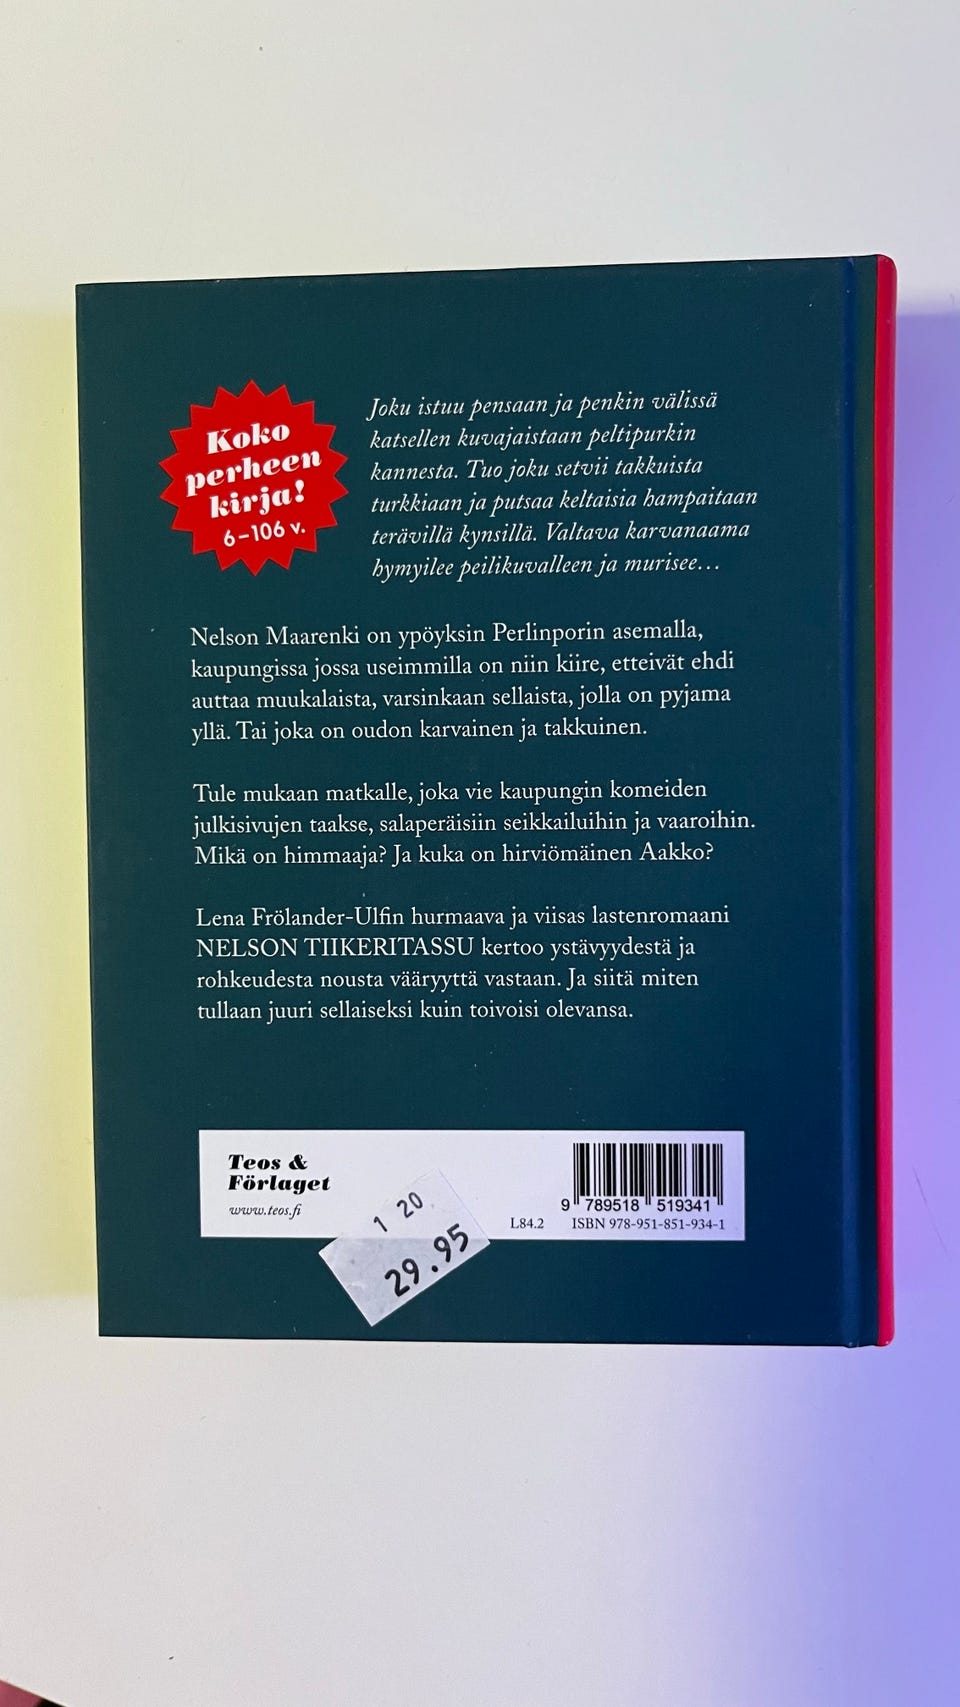 Koko
perheen
kirja!
6–106 v.
Joku istuu pensaan ja penkin välissä
katsellen kuvajaistaan peltipurkin
kannesta. Tuo joku setvii takkuista
turkkiaan ja putsaa keltaisia hampaitaan
terävillä kynsillä. Valtava karvanaama
hymyilee peilikuvalleen ja murisee...
Nelson Maarenki on ypöyksin Perlinporin asemalla,
kaupungissa jossa useimmilla on niin kiire, etteivät ehdi
auttaa muukalaista, varsinkaan sellaista, jolla on pyjama
yllä. Tai joka on oudon karvainen ja takkuinen.
Tule mukaan matkalle, joka vie kaupungin komeiden
julkisivujen taakse, salaperäisiin seikkailuihin ja vaaroihin.
Mikä on himmaaja? Ja kuka on hirviömäinen Aakko?
Lena Frölander-Ulfin hurmaava ja viisas lastenromaani
NELSON TIIKERITASSU kertoo ystävyydestä ja
rohkeudesta nousta vääryyttä vastaan. Ja siitä miten
tullaan juuri sellaiseksi kuin toivoisi olevansa.
Teos &
Förlaget
www.teos.fi
1 20
29.95
9 789518 519341
L84.2 ISBN 978-951-851-934-1